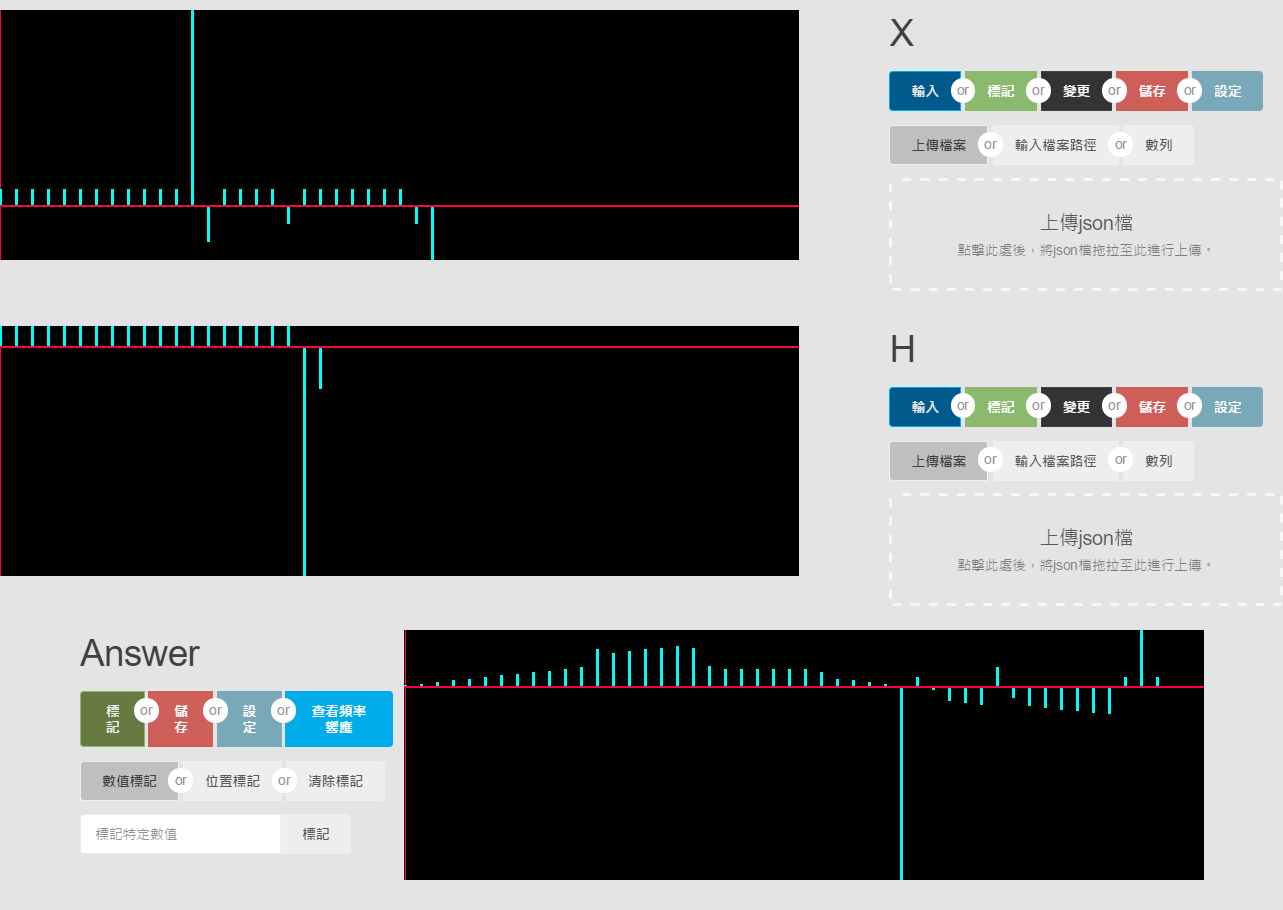 X
輸入 or 標記 or 變更 or 儲存 or 設定
上傳檔案 or 輸入檔案路徑 or 數列
上傳json檔
點擊此處後，將json檔拖拉至此進行上傳。
H
輸入 or 標記 or 變更 or 儲存 or 設定
上傳檔案 or 輸入檔案路徑 or 數列
上傳json檔
點擊此處後，將json檔拖拉至此進行上傳。
Answer
標記 or 儲存 or 設定 or 查看頻率響應
數值標記 or 位置標記 or 清除標記
標記特定數值 標記